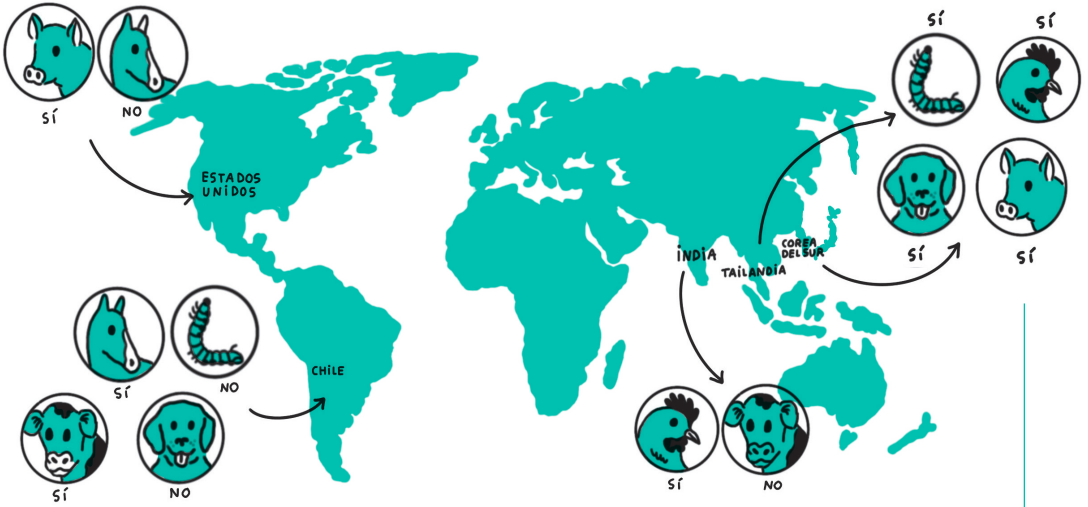 SÍ
NO
ESTADOS
UNIDOS
SÍ
NO
SÍ
NO
CHILE
SÍ SÍ
SÍ SÍ
INDIA
TAILANDIA
COREA
DEL SUR
SÍ
NO